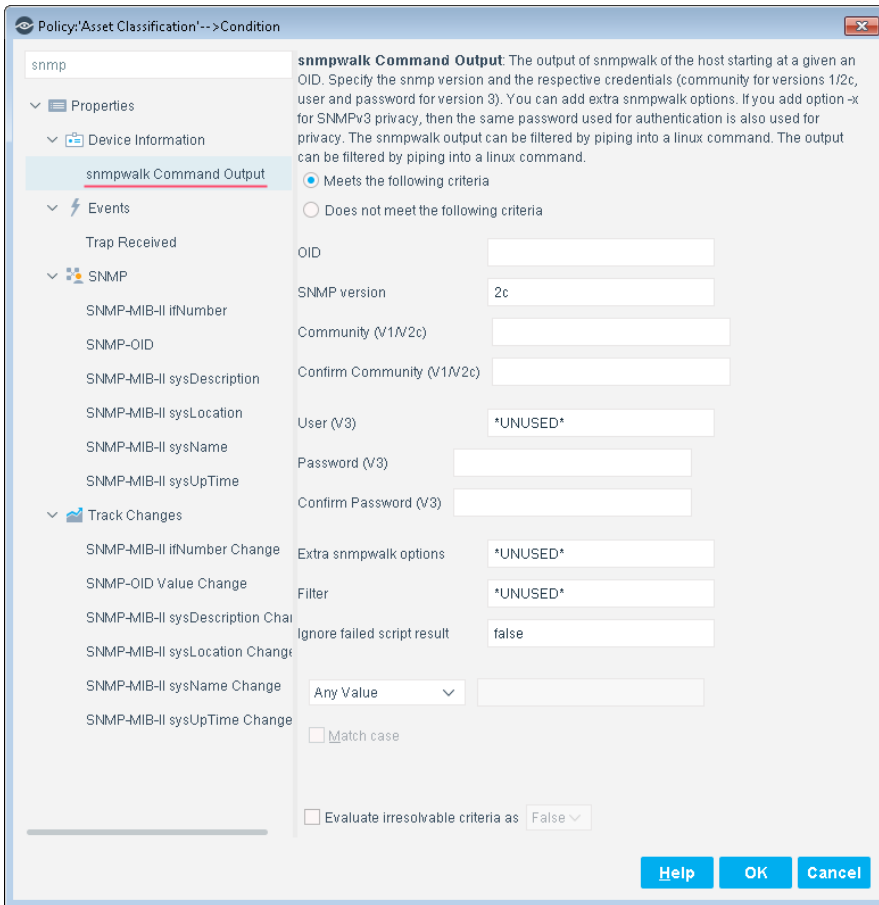 Policy:'Asset Classification'-->Condition
snmp
Properties
Device Information
snmpwalk Command Output
Events
Trap Received
SNMP
SNMP-MIB-II ifNumber
SNMP-OID
SNMP-MIB-II sysDescription
SNMP-MIB-II sysLocation
SNMP-MIB-II sysName
SNMP-MIB-II sysUpTime
Track Changes
SNMP-MIB-II ifNumber Change
SNMP-OID Value Change
SNMP-MIB-II sysDescription Chan
SNMP-MIB-II sysLocation Change
SNMP-MIB-II sysName Change
SNMP-MIB-II sysUpTime Change
snmpwalk Command Output: The output of snmpwalk of the host starting at a given an
OID. Specify the snmp version and the respective credentials (community for versions 1/2c,
user and password for version 3). You can add extra snmpwalk options. If you add option -x
for SNMPv3 privacy, then the same password used for authentication is also used for
privacy. The snmpwalk output can be filtered by piping into a linux command. The output
can be filtered by piping into a linux command.
Meets the following criteria
Does not meet the following criteria
OID
SNMP version 2c
Community (V1/V2c)
Confirm Community (V1/V2c)
User (V3) *UNUSED*
Password (V3)
Confirm Password (V3)
Extra snmpwalk options *UNUSED*
Filter *UNUSED*
Ignore failed script result false
Any Value
Match case
Evaluate irresolvable criteria as False
Help OK Cancel